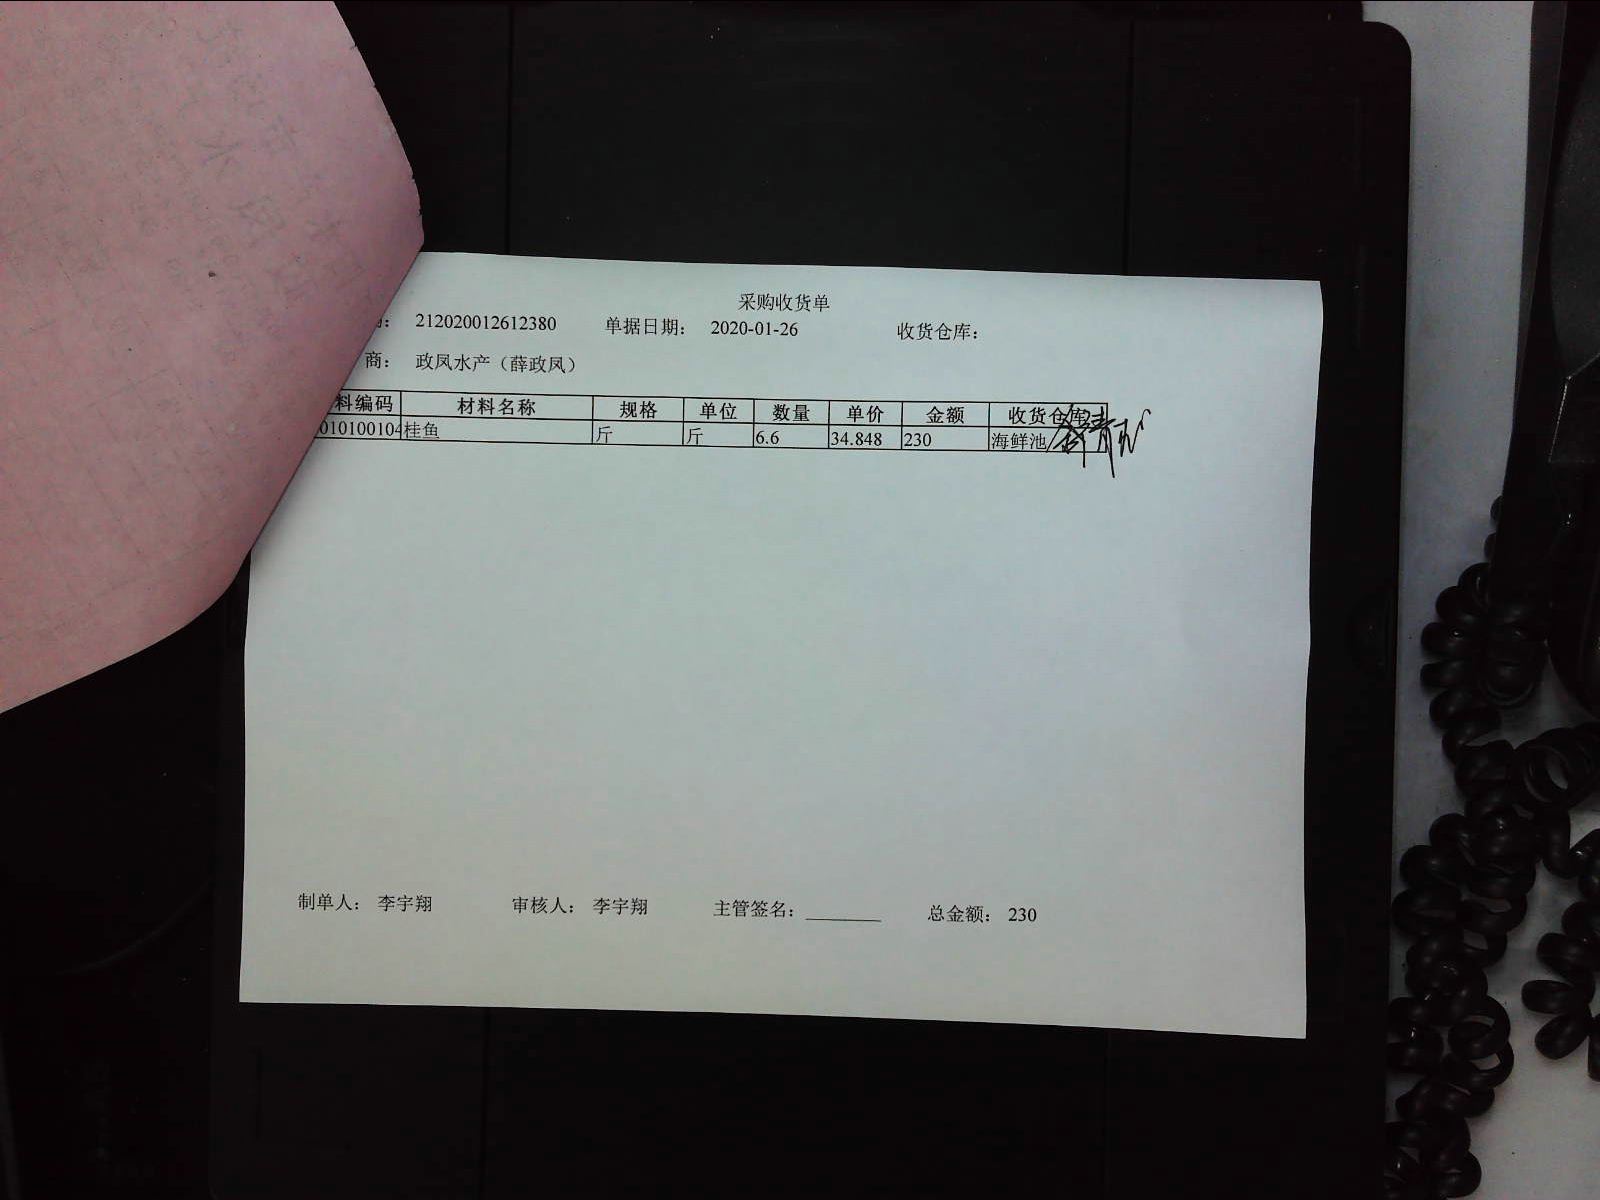 采购收货单
212020012612380 单据日期: 2020-01-26 收货仓库:
商: 政凤水产（薛政凤）
料编码 材料名称 规格 单位 数量 单价 金额 收货仓库
010100104 桂鱼 斤 斤 6.6 34.848 230 海鲜池
制单人: 李宇翔 审核人: 李宇翔 主管签名: 总金额: 230